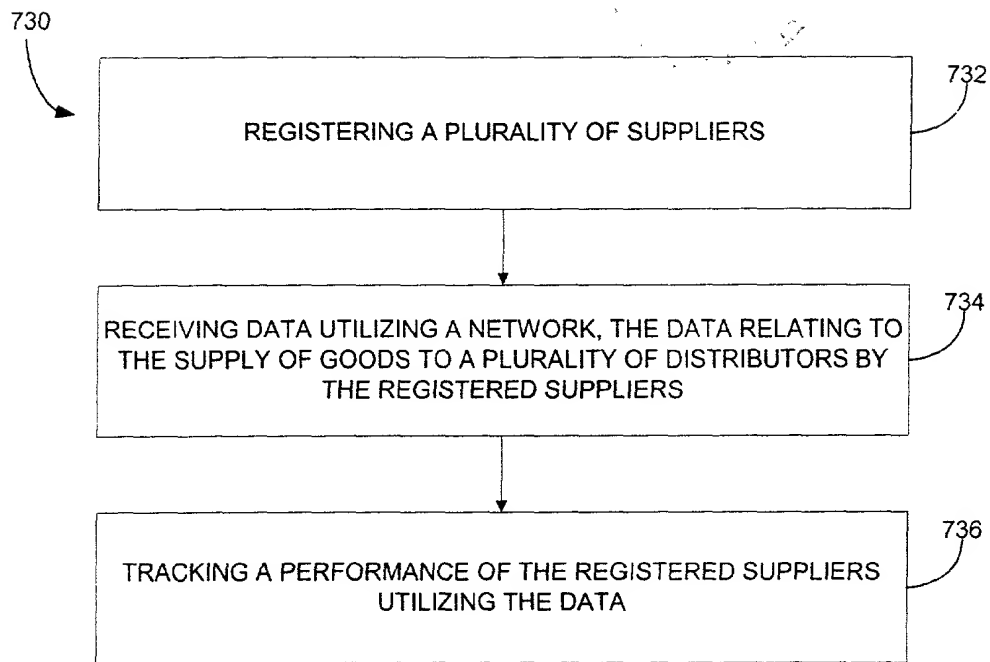 730
732
REGISTERING A PLURALITY OF SUPPLIERS
734
RECEIVING DATA UTILIZING A NETWORK, THE DATA RELATING TO
THE SUPPLY OF GOODS TO A PLURALITY OF DISTRIBUTORS BY
THE REGISTERED SUPPLIERS
736
TRACKING A PERFORMANCE OF THE REGISTERED SUPPLIERS
UTILIZING THE DATA